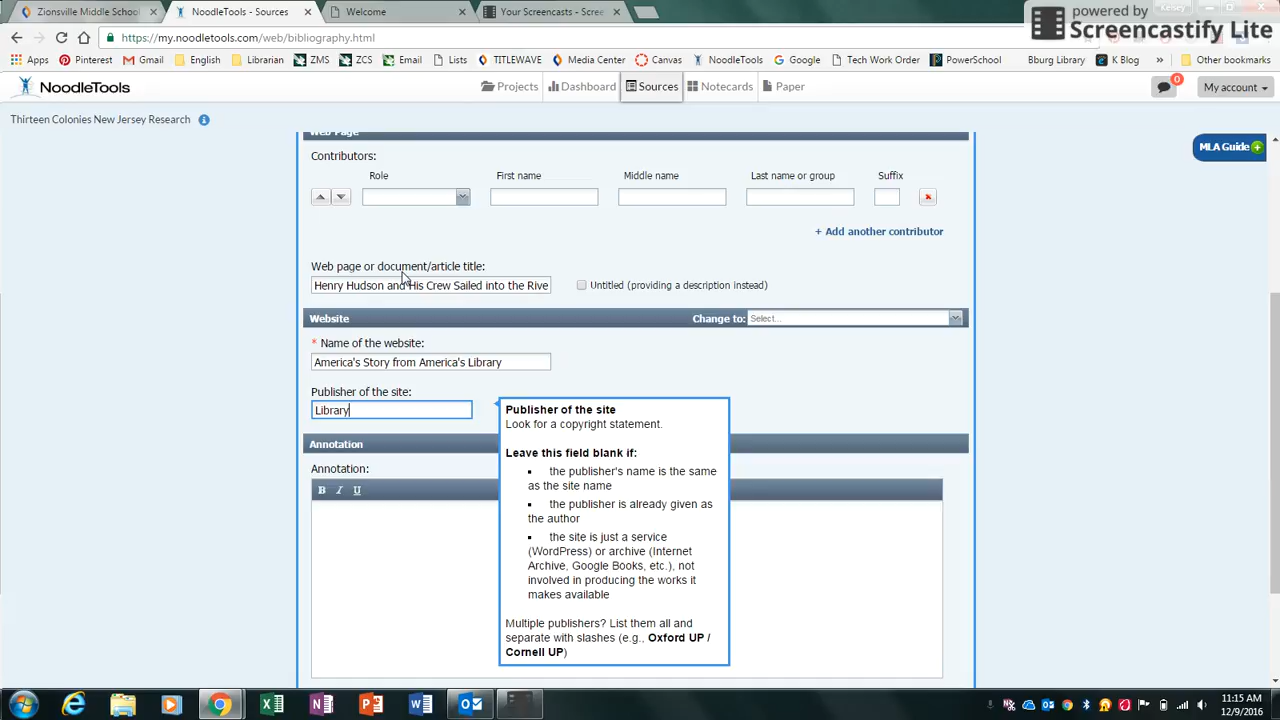 Zionsville Middle School
NoodleTools - Sources
Welcome
Your Screencasts - Scree
powered by
Screencastify Lite
https://my.noodletools.com/web/bibliography.html
Apps Pinterest Gmail English Librarian ZMS ZCS Email TITLEWAVE Media Center Canvas NoodleTools Google Tech Work Order PowerSchool Bburg Library K Blog » Other bookmarks
NoodleTools
Projects Dashboard Sources Notecards Paper
0
My account
Thirteen Colonies New Jersey Research
MLA Guide
Web Page
Contributors:
Role First name Middle name Last name or group Suffix
+ Add another contributor
Web page or document/article title:
Henry Hudson and His Crew Sailed into the Rive
Untitled (providing a description instead)
Website
Change to: Select...
* Name of the website:
America's Story from America's Library
Publisher of the site:
Library
Publisher of the site
Look for a copyright statement.
Leave this field blank if:
▪ the publisher's name is the same
as the site name
▪ the publisher is already given as
the author
▪ the site is just a service
(WordPress) or archive (Internet
Archive, Google Books, etc.), not
involved in producing the works it
makes available
Multiple publishers? List them all and
separate with slashes (e.g., Oxford UP /
Cornell UP)
Annotation
Annotation:
B I U
11:15 AM
12/9/2016